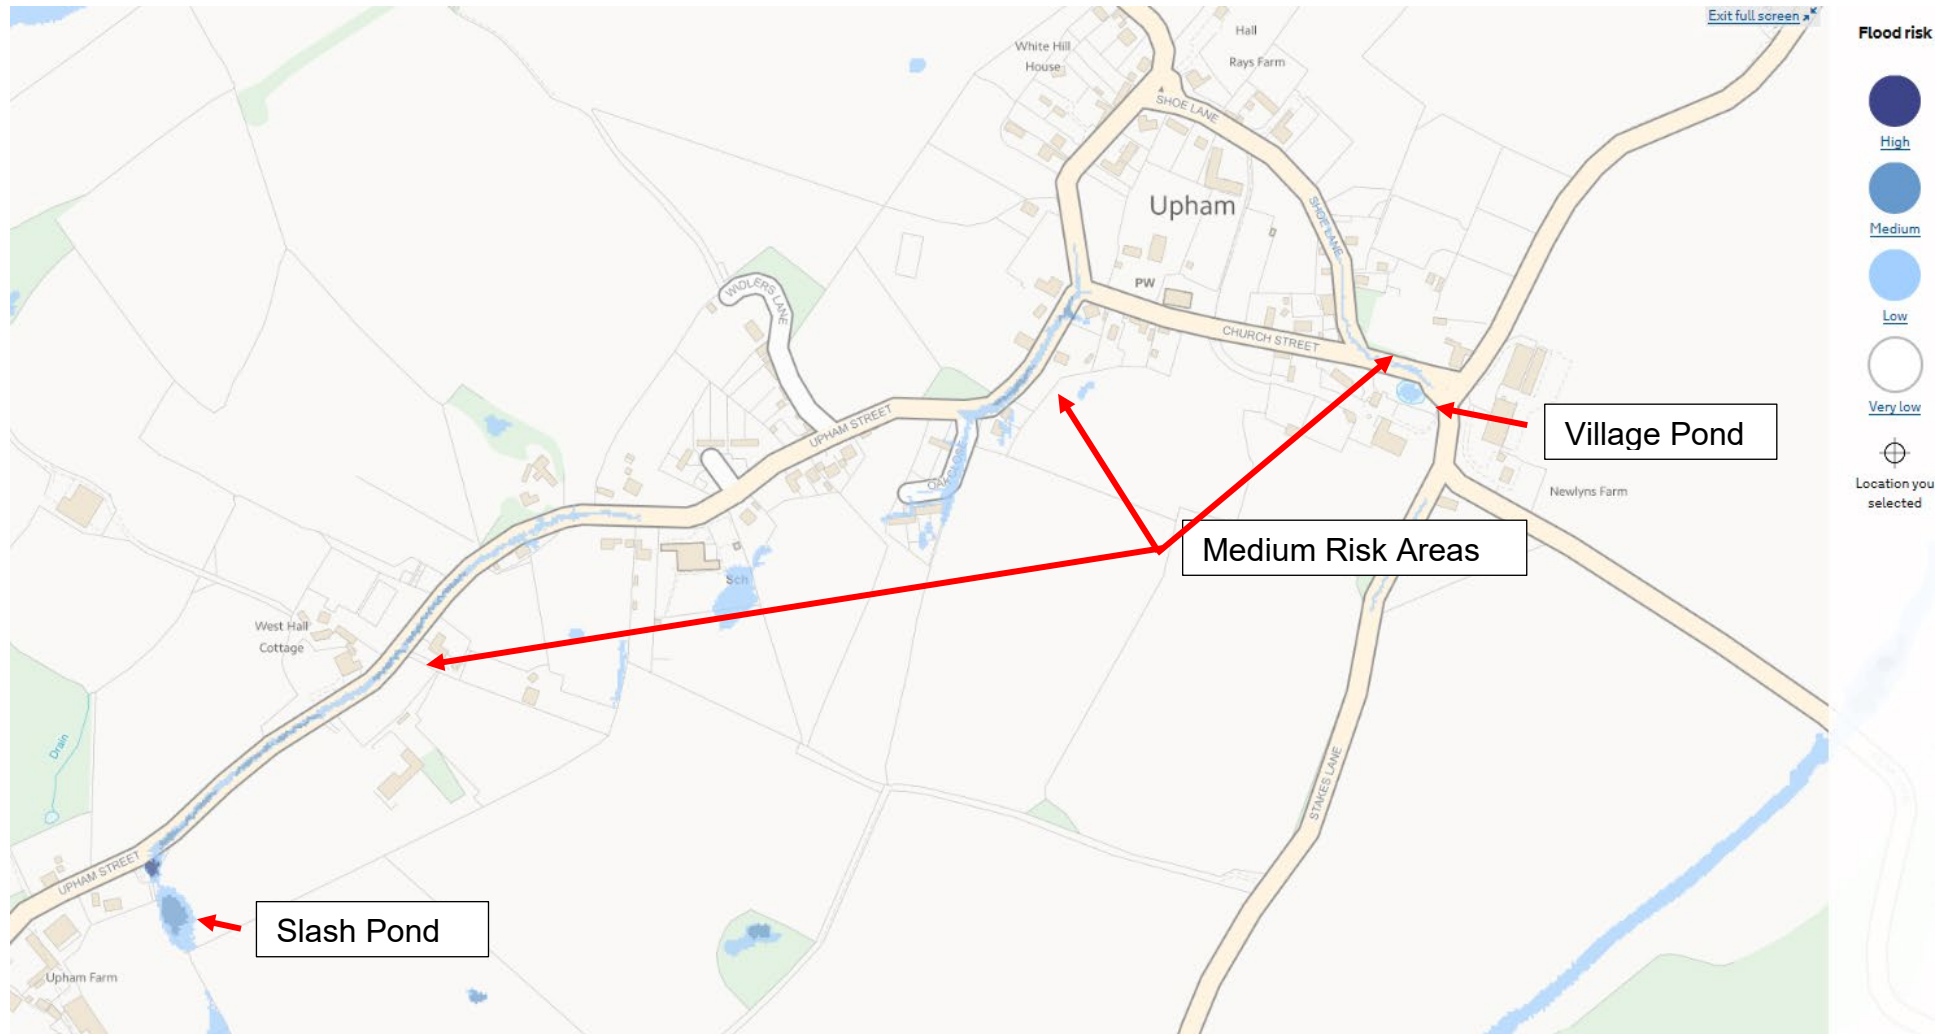 Exit full screen
Flood risk
High
Medium
Low
Very low
Location you
selected
White Hill
House
Hall
Rays Farm
SHOE LANE
SHOE LANE
Upham
PW
CHURCH STREET
WIDLERS LANE
UPHAM STREET
OAK CLOSE
Village Pond
Newlyns Farm
Medium Risk Areas
Sch
West Hall
Cottage
Drain
STAKES LANE
UPHAM STREET
Slash Pond
Upham Farm